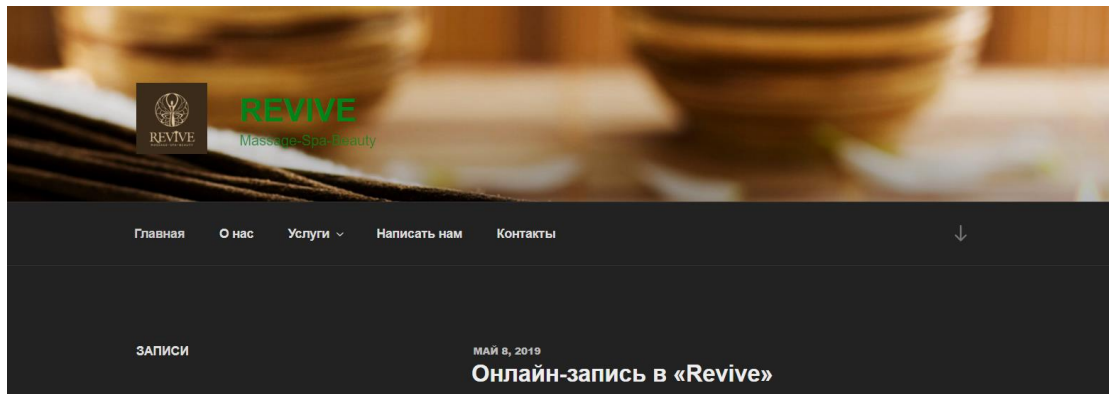 REVIVE
REVIVE
Massage-Spa-Beauty
Главная О нас Услуги Написать нам Контакты
ЗАПИСИ
МАЙ 8, 2019
Онлайн-запись в «Revive»